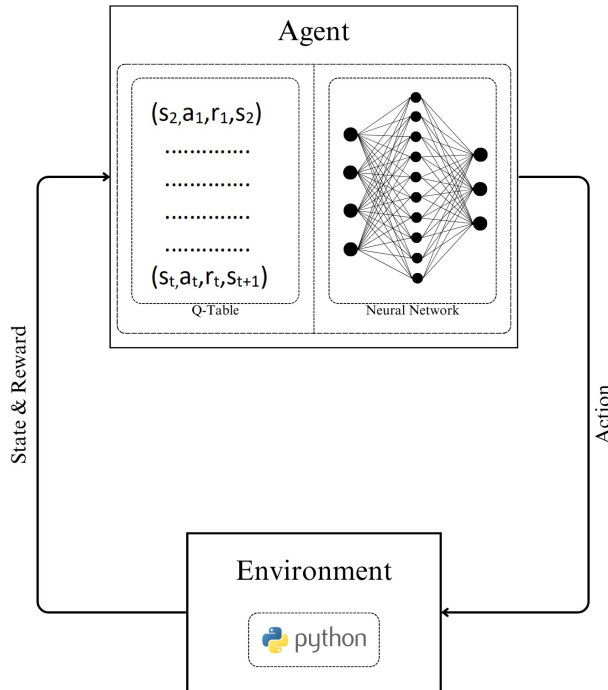 Agent
(s2,a1,r1,s2)
..............
..............
..............
..............
(st,at,rt,st+1)
Q-Table
Neural Network
State & Reward
Action
Environment
python